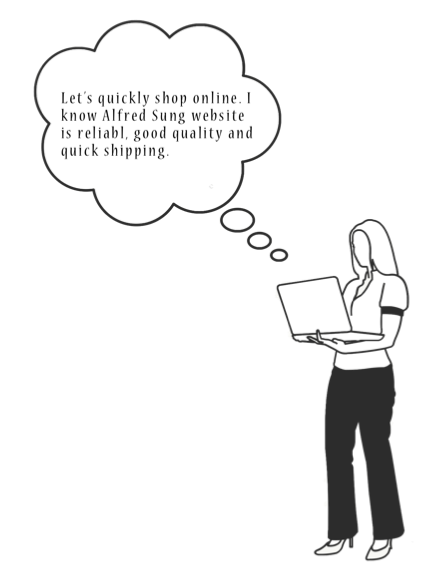 Let's quickly shop online. I
know Alfred Sung website
is reliabl, good quality and
quick shipping.